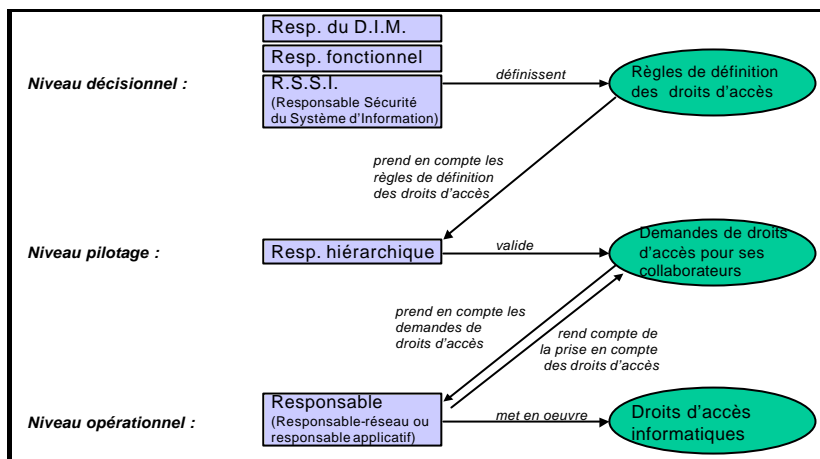 Resp. du D.I.M.
Resp. fonctionnel
Niveau décisionnel :
R.S.S.I.
(Responsable Sécurité
du Système d'Information)
définissent
Règles de définition
des droits d'accès
prend en compte les
règles de définition
des droits d'accès
Niveau pilotage :
Resp. hiérarchique
valide
Demandes de droits
d'accès pour ses
collaborateurs
prend en compte les
demandes de
droits d'accès
rend compte de
la prise en compte
des droits d'accès
Niveau opérationnel :
Responsable
(Responsable-réseau ou
responsable applicatif)
met en oeuvre
Droits d'accès
informatiques